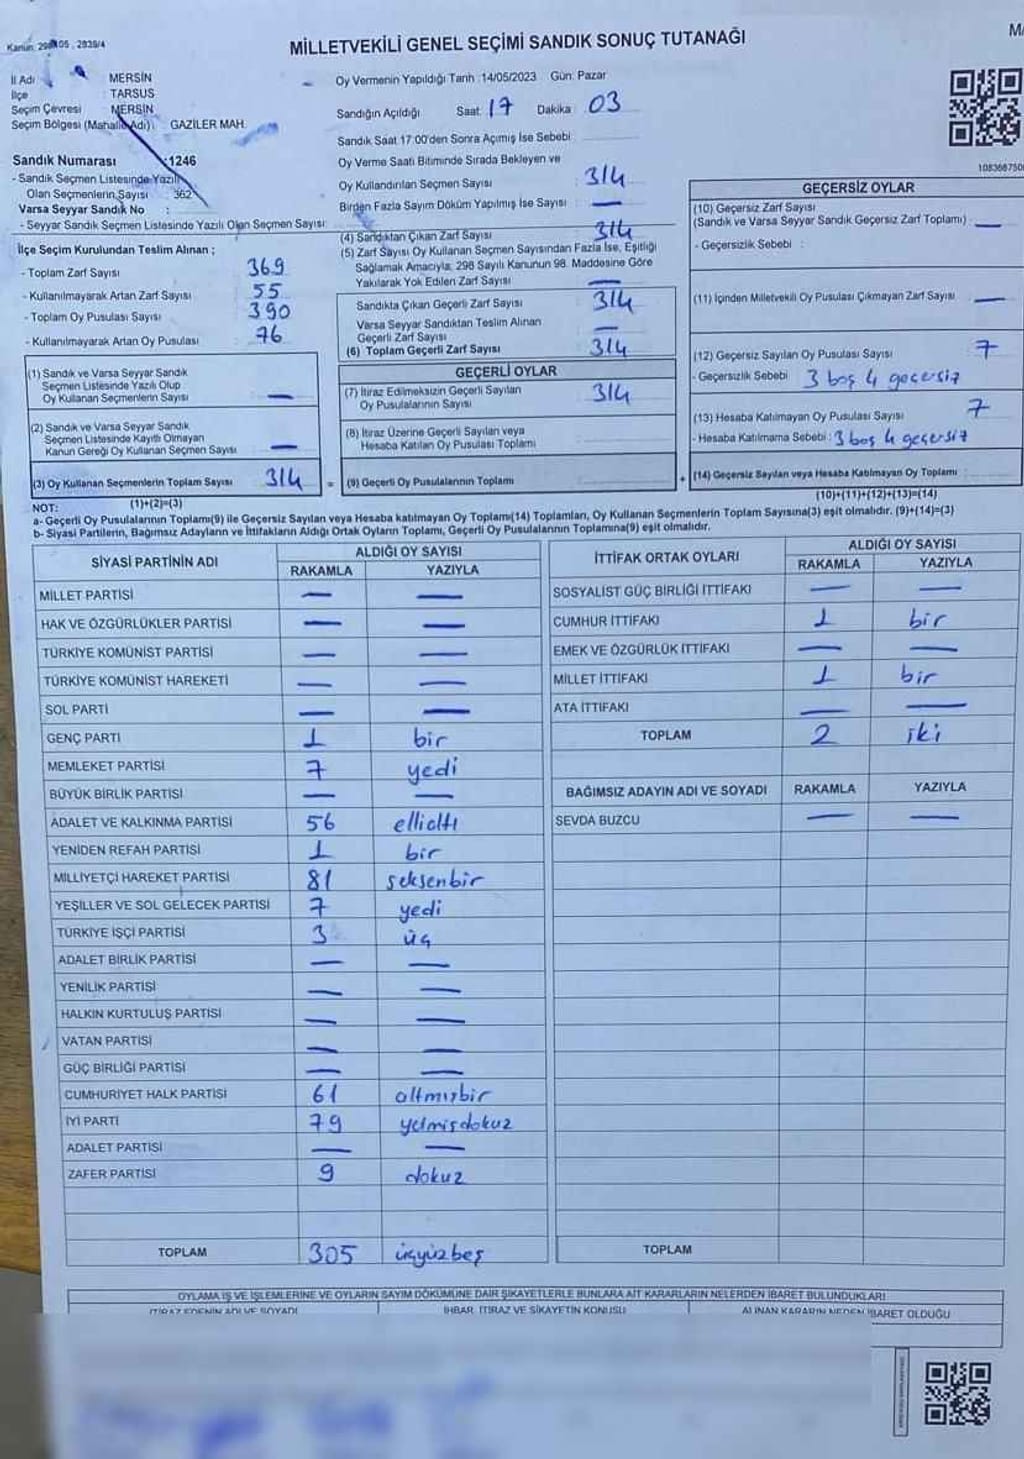 Kanun: 298
05 , 2839/4
MİLLETVEKİLİ GENEL SEÇİMİ SANDIK SONUÇ TUTANAĞI
İl Adı : MERSİN
İlçe : TARSUS
Seçim Çevresi : MERSİN
Seçim Bölgesi (Mahalle Adı) : GAZİLER MAH.
Sandık Numarası : 1246
- Sandık Seçmen Listesinde Yazılı
Olan Seçmenlerin Sayısı : 362
Varsa Seyyar Sandık No :
- Seyyar Sandık Seçmen Listesinde Yazılı Olan Seçmen Sayısı:
Oy Vermenin Yapıldığı Tarih :14/05/2023 Gün: Pazar
Sandığın Açıldığı Saat: 17 Dakika : 03
Sandık Saat 17:00'den Sonra Açımış İse Sebebi:
Oy Verme Saati Bitiminde Sırada Bekleyen ve
Oy Kullandırılan Seçmen Sayısı : 314
Birden Fazla Sayım Döküm Yapılmış İse Sayısı : —
İlçe Seçim Kurulundan Teslim Alınan ;
- Toplam Zarf Sayısı 369
- Kullanılmayarak Artan Zarf Sayısı 55
- Toplam Oy Pusulası Sayısı 390
- Kullanılmayarak Artan Oy Pusulası 76
(1) Sandık ve Varsa Seyyar Sandık
Seçmen Listesinde Yazılı Olup
Oy Kullanan Seçmenlerin Sayısı —
(2) Sandık ve Varsa Seyyar Sandık
Seçmen Listesinde Kayıtlı Olmayan
Kanun Gereği Oy Kullanan Seçmen Sayısı —
(3) Oy Kullanan Seçmenlerin Toplam Sayısı 314
(1)+(2)=(3)
(4) Sandıktan Çıkan Zarf Sayısı 314
(5) Zarf Sayısı Oy Kullanan Seçmen Sayısından Fazla İse, Eşitliği
Sağlamak Amacıyla, 298 Sayılı Kanunun 98. Maddesine Göre
Yakılarak Yok Edilen Zarf Sayısı —
Sandıkta Çıkan Geçerli Zarf Sayısı 314
Varsa Seyyar Sandıktan Teslim Alınan
Geçerli Zarf Sayısı —
(6) Toplam Geçerli Zarf Sayısı 314
GEÇERLİ OYLAR
(7) İtiraz Edilmeksizin Geçerli Sayılan
Oy Pusulalarının Sayısı 314
(8) İtiraz Üzerine Geçerli Sayılan veya
Hesaba Katılan Oy Pusulası Toplamı
= (9) Geçerli Oy Pusulalarının Toplamı
GEÇERSİZ OYLAR
(10) Geçersiz Zarf Sayısı
(Sandık ve Varsa Seyyar Sandık Geçersiz Zarf Toplamı) —
- Geçersizlik Sebebi :
(11) İçinden Milletvekili Oy Pusulası Çıkmayan Zarf Sayısı —
(12) Geçersiz Sayılan Oy Pusulası Sayısı 7
- Geçersizlik Sebebi 3 boş 4 geçersiz
(13) Hesaba Katılmayan Oy Pusulası Sayısı 7
- Hesaba Katılmama Sebebi : 3 boş 4 geçersiz
+ (14) Geçersiz Sayılan veya Hesaba Katılmayan Oy Toplamı :
(10)+(11)+(12)+(13)=(14)
NOT:
a- Geçerli Oy Pusulalarının Toplamı(9) ile Geçersiz Sayılan veya Hesaba katılmayan Oy Toplamı(14) Toplamları, Oy Kullanan Seçmenlerin Toplam Sayısına(3) eşit olmalıdır. (9)+(14)=(3)
b- Siyasi Partilerin, Bağımsız Adayların ve İttifakların Aldığı Ortak Oyların Toplamı, Geçerli Oy Pusulalarının Toplamına(9) eşit olmalıdır.
SİYASİ PARTİNİN ADI ALDIĞI OY SAYISI
RAKAMLA YAZIYLA
MİLLET PARTİSİ — —
HAK VE ÖZGÜRLÜKLER PARTİSİ — —
TÜRKİYE KOMÜNİST PARTİSİ — —
TÜRKİYE KOMÜNİST HAREKETİ — —
SOL PARTİ — —
GENÇ PARTİ 1 bir
MEMLEKET PARTİSİ 7 yedi
BÜYÜK BİRLİK PARTİSİ — —
ADALET VE KALKINMA PARTİSİ 56 ellialtı
YENİDEN REFAH PARTİSİ 1 bir
MİLLİYETÇİ HAREKET PARTİSİ 81 seksenbir
YEŞİLLER VE SOL GELECEK PARTİSİ 7 yedi
TÜRKİYE İŞÇİ PARTİSİ 3 üç
ADALET BİRLİK PARTİSİ — —
YENİLİK PARTİSİ — —
HALKIN KURTULUŞ PARTİSİ — —
VATAN PARTİSİ — —
GÜÇ BİRLİĞİ PARTİSİ — —
CUMHURİYET HALK PARTİSİ 61 altmışbir
İYİ PARTİ 79 yetmişdokuz
ADALET PARTİSİ — —
ZAFER PARTİSİ 9 dokuz
TOPLAM 305 üçyüzbeş
İTTİFAK ORTAK OYLARI ALDIĞI OY SAYISI
RAKAMLA YAZIYLA
SOSYALİST GÜÇ BİRLİĞİ İTTİFAKI — —
CUMHUR İTTİFAKI 1 bir
EMEK VE ÖZGÜRLÜK İTTİFAKI — —
MİLLET İTTİFAKI 1 bir
ATA İTTİFAKI — —
TOPLAM 2 iki
BAĞIMSIZ ADAYIN ADI VE SOYADI RAKAMLA YAZIYLA
SEVDA BUZCU — —
TOPLAM
OYLAMA İŞ VE İŞLEMLERİNE VE OYLARIN SAYIM DÖKÜMÜNE DAİR ŞİKAYETLERLE BUNLARA AİT KARARLARIN NELERDEN İBARET BULUNDUKLARI
İTİRAZ EDENİN ADI VE SOYADI İHBAR, İTİRAZ VE ŞİKAYETİN KONUSU ALINAN KARARIN NEDEN İBARET OLDUĞU